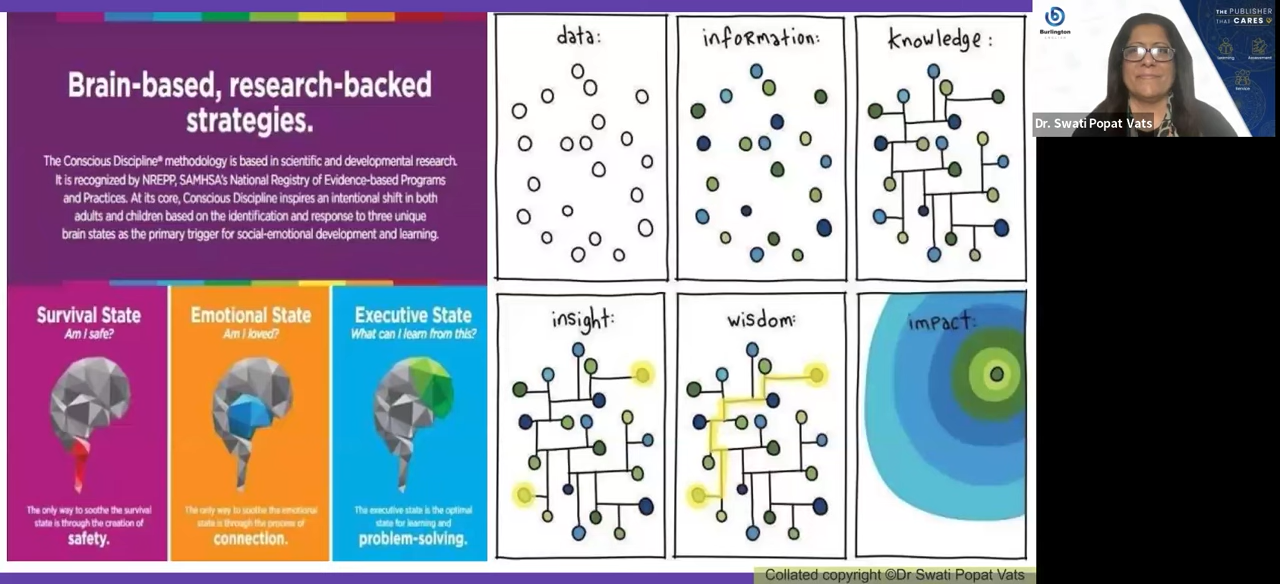 Brain-based, research-backed
strategies.
The Conscious Discipline® methodology is based in scientific and developmental research.
It is recognized by NREPP, SAMHSA's National Registry of Evidence-based Programs
and Practices. At its core, Conscious Discipline inspires an intentional shift in both
adults and children based on the identification and response to three unique
brain states as the primary trigger for social-emotional development and learning.
Survival State
Am I safe?
The only way to soothe the survival
state is through the creation of
safety.
Emotional State
Am I loved?
The only way to soothe the emotional
state is through the process of
connection.
Executive State
What can I learn from this?
The executive state is the optimal
state for learning and
problem-solving.
data:
information:
knowledge:
insight:
wisdom:
impact:
Collated copyright ©Dr Swati Popat Vats
Burlington
THE PUBLISHER
THAT CARES
Learning
Assessment
Service
Dr. Swati Popat Vats